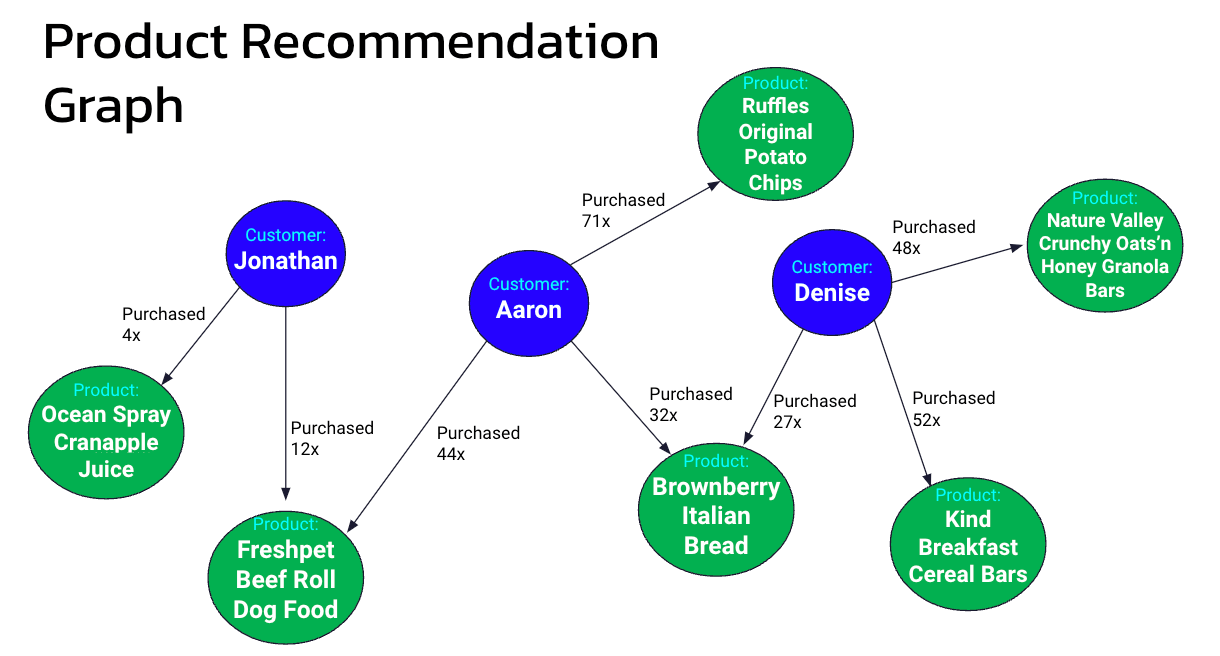 Product Recommendation
Graph
Product:
Ruffles
Original
Potato
Chips
Purchased
71x
Product:
Nature Valley
Crunchy Oats’n
Honey Granola
Bars
Purchased
48x
Customer:
Jonathan
Customer:
Aaron
Customer:
Denise
Purchased
4x
Product:
Ocean Spray
Cranapple
Juice
Purchased
12x
Purchased
44x
Purchased
32x
Purchased
27x
Purchased
52x
Product:
Freshpet
Beef Roll
Dog Food
Product:
Brownberry
Italian
Bread
Product:
Kind
Breakfast
Cereal Bars